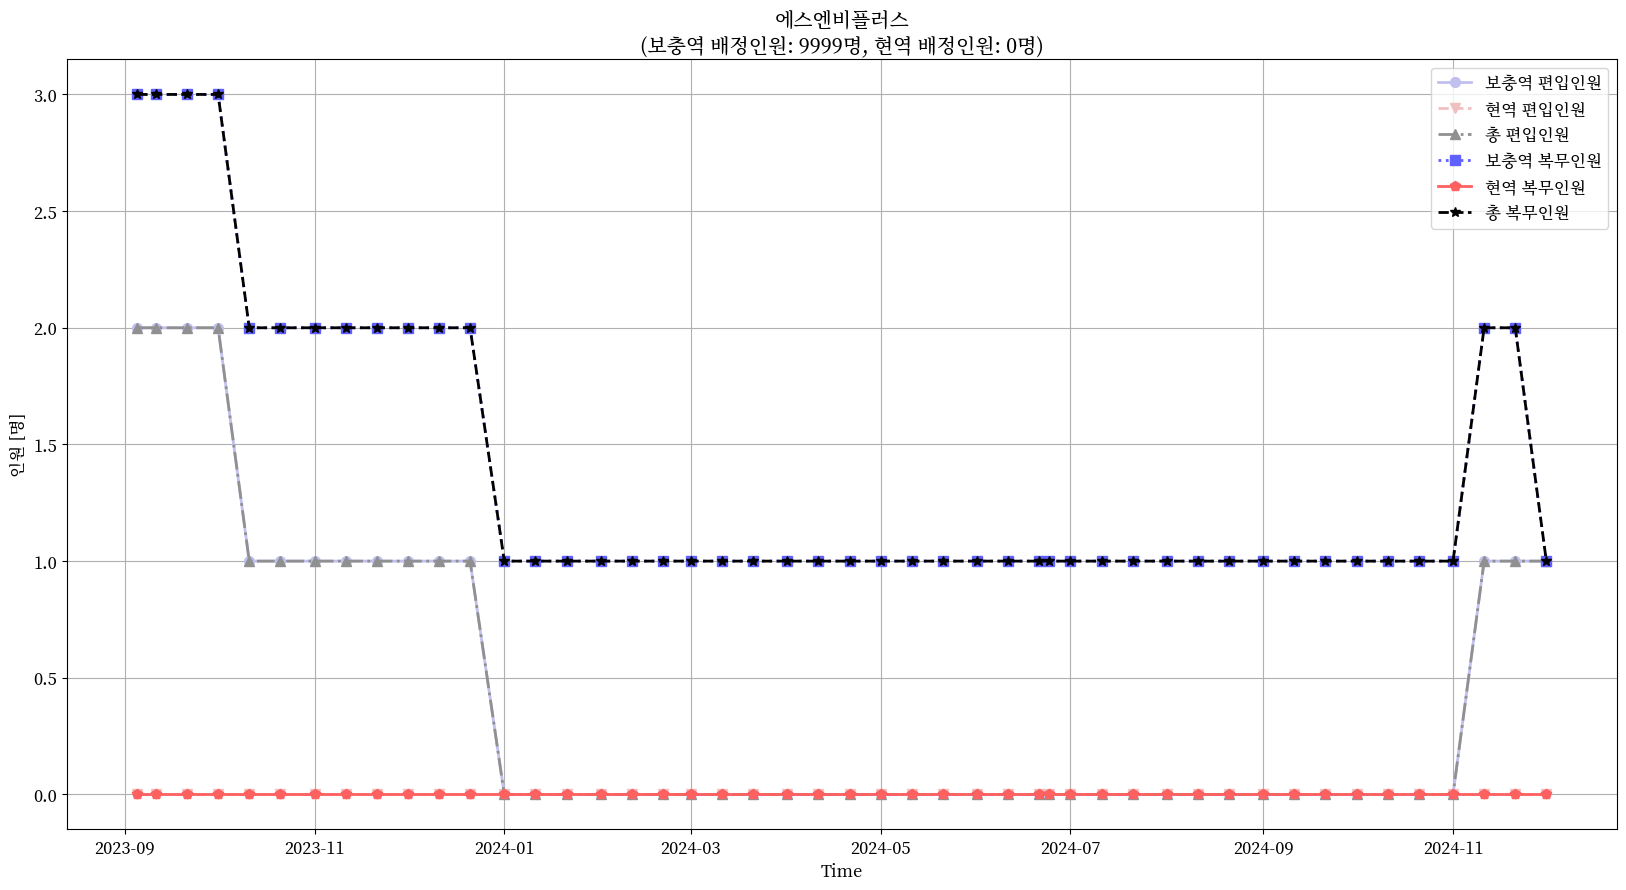 에스엔비플러스
(보충역 배정인원: 9999명, 현역 배정인원: 0명)
보충역 편입인원
현역 편입인원
총 편입인원
보충역 복무인원
현역 복무인원
총 복무인원
3.0
2.5
2.0
1.5
1.0
0.5
0.0
인원 [명]
2023-09 2023-11 2024-01 2024-03 2024-05 2024-07 2024-09 2024-11
Time